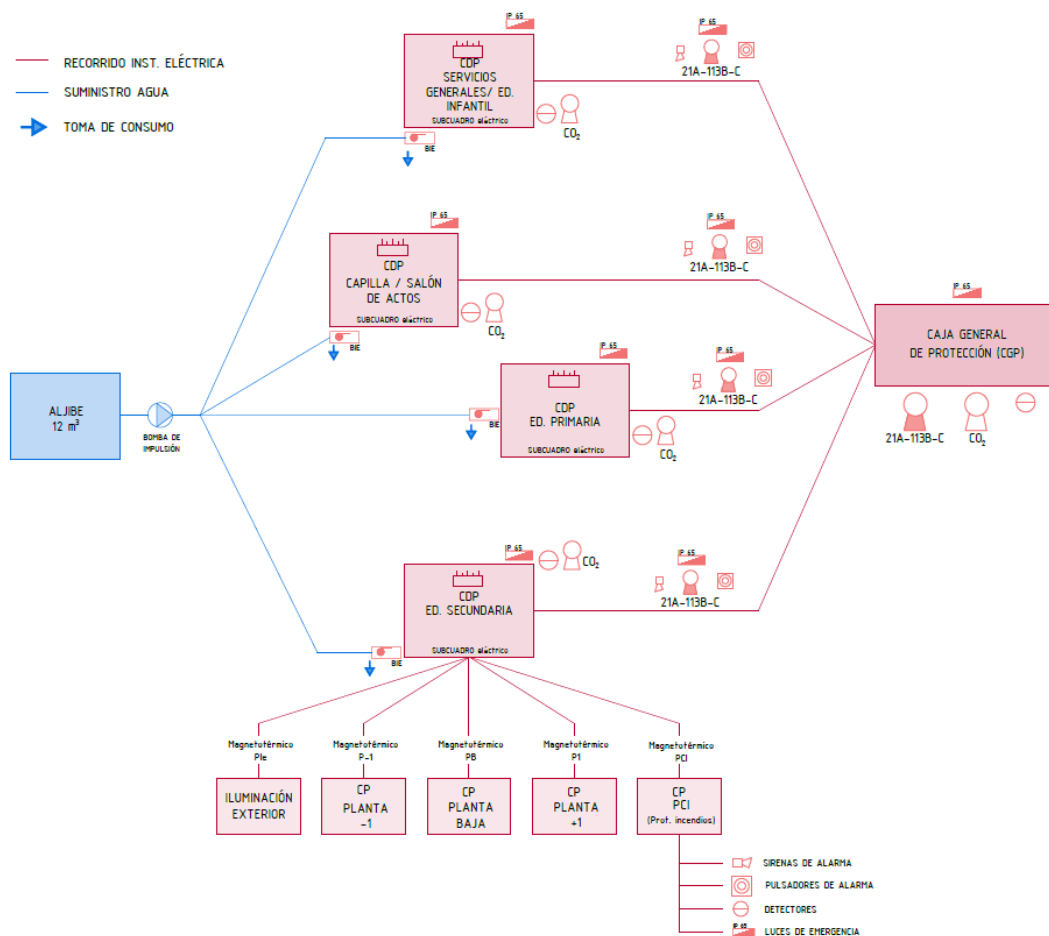 RECORRIDO INST. ELÉCTRICA
SUMINISTRO AGUA
TOMA DE CONSUMO
IP 65
CDP
SERVICIOS
GENERALES/ ED.
INFANTIL
SUBCUADRO eléctrico
BIE
CO₂
IP 65
21A-113B-C
IP 65
CDP
CAPILLA / SALÓN
DE ACTOS
SUBCUADRO eléctrico
BIE
CO₂
IP 65
21A-113B-C
IP 65
CDP
ED. PRIMARIA
SUBCUADRO eléctrico
BIE
CO₂
IP 65
21A-113B-C
IP 65
CAJA GENERAL
DE PROTECCIÓN (CGP)
21A-113B-C
CO₂
ALJIBE
12 m³
BOMBA DE
IMPULSIÓN
IP 65
CO₂
CDP
ED. SECUNDARIA
SUBCUADRO eléctrico
BIE
IP 65
21A-113B-C
Magnetotérmico
PIe
Magnetotérmico
P-1
Magnetotérmico
PB
Magnetotérmico
P1
Magnetotérmico
PCI
ILUMINACIÓN
EXTERIOR
CP
PLANTA
-1
CP
PLANTA
BAJA
CP
PLANTA
+1
CP
PCI
(Prot. incendios)
SIRENAS DE ALARMA
PULSADORES DE ALARMA
DETECTORES
IP 65
LUCES DE EMERGENCIA